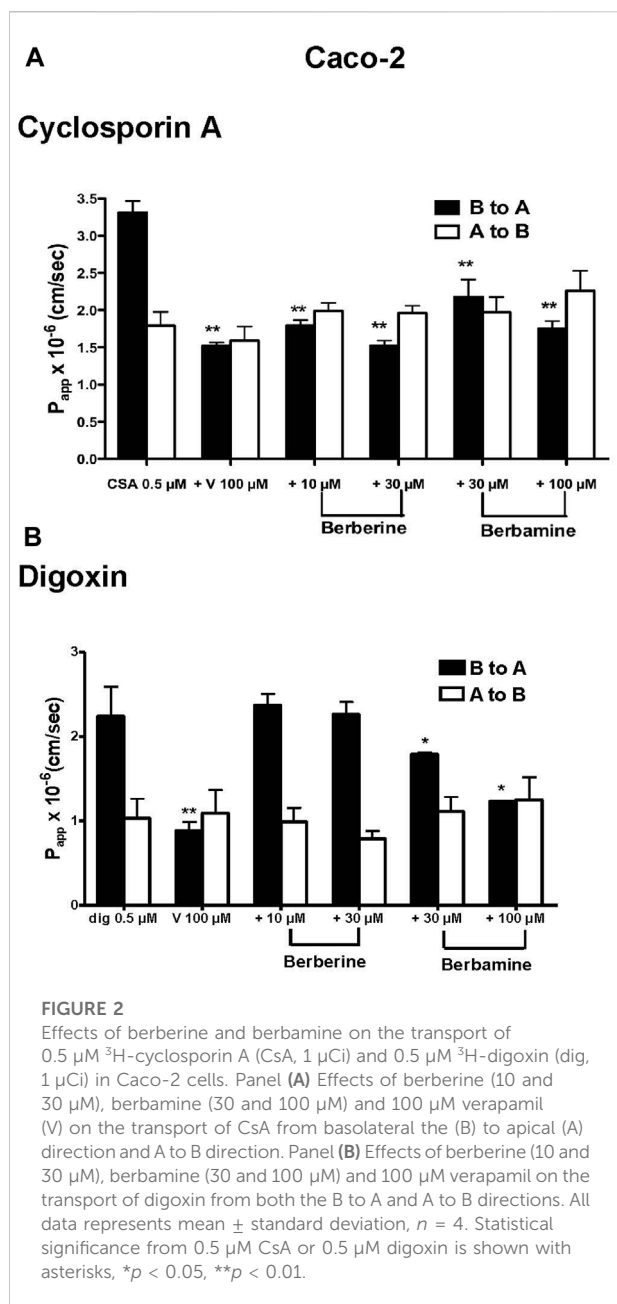 A
Caco-2
Cyclosporin A
B to A
A to B
P_app x 10^-6 (cm/sec)
3.5
3.0
2.5
2.0
1.5
1.0
0.5
0.0
**
**
**
**
**
CSA 0.5 µM + V 100 µM + 10 µM + 30 µM + 30 µM + 100 µM
Berberine Berbamine
B
Digoxin
B to A
A to B
P_app x 10^-6(cm/sec)
3
2
1
0
**
*
*
dig 0.5 µM V 100 µM + 10 µM + 30 µM + 30 µM + 100 µM
Berberine Berbamine
FIGURE 2
Effects of berberine and berbamine on the transport of
0.5 µM ³H-cyclosporin A (CsA, 1 µCi) and 0.5 µM ³H-digoxin (dig,
1 µCi) in Caco-2 cells. Panel (A) Effects of berberine (10 and
30 µM), berbamine (30 and 100 µM) and 100 µM verapamil
(V) on the transport of CsA from basolateral the (B) to apical (A)
direction and A to B direction. Panel (B) Effects of berberine (10 and
30 µM), berbamine (30 and 100 µM) and 100 µM verapamil on the
transport of digoxin from both the B to A and A to B directions. All
data represents mean ± standard deviation, n = 4. Statistical
significance from 0.5 µM CsA or 0.5 µM digoxin is shown with
asterisks, *p < 0.05, **p < 0.01.